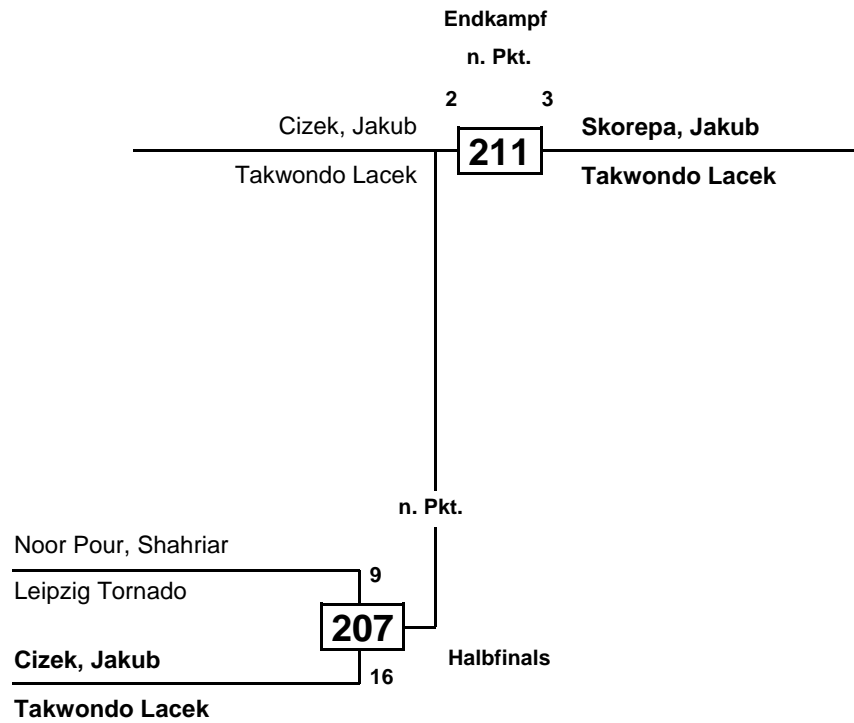 Endkampf
n. Pkt.
2 3
Cizek, Jakub 211 Skorepa, Jakub
Takwondo Lacek Takwondo Lacek
n. Pkt.
Noor Pour, Shahriar
9
Leipzig Tornado
207
Cizek, Jakub Halbfinals
16
Takwondo Lacek